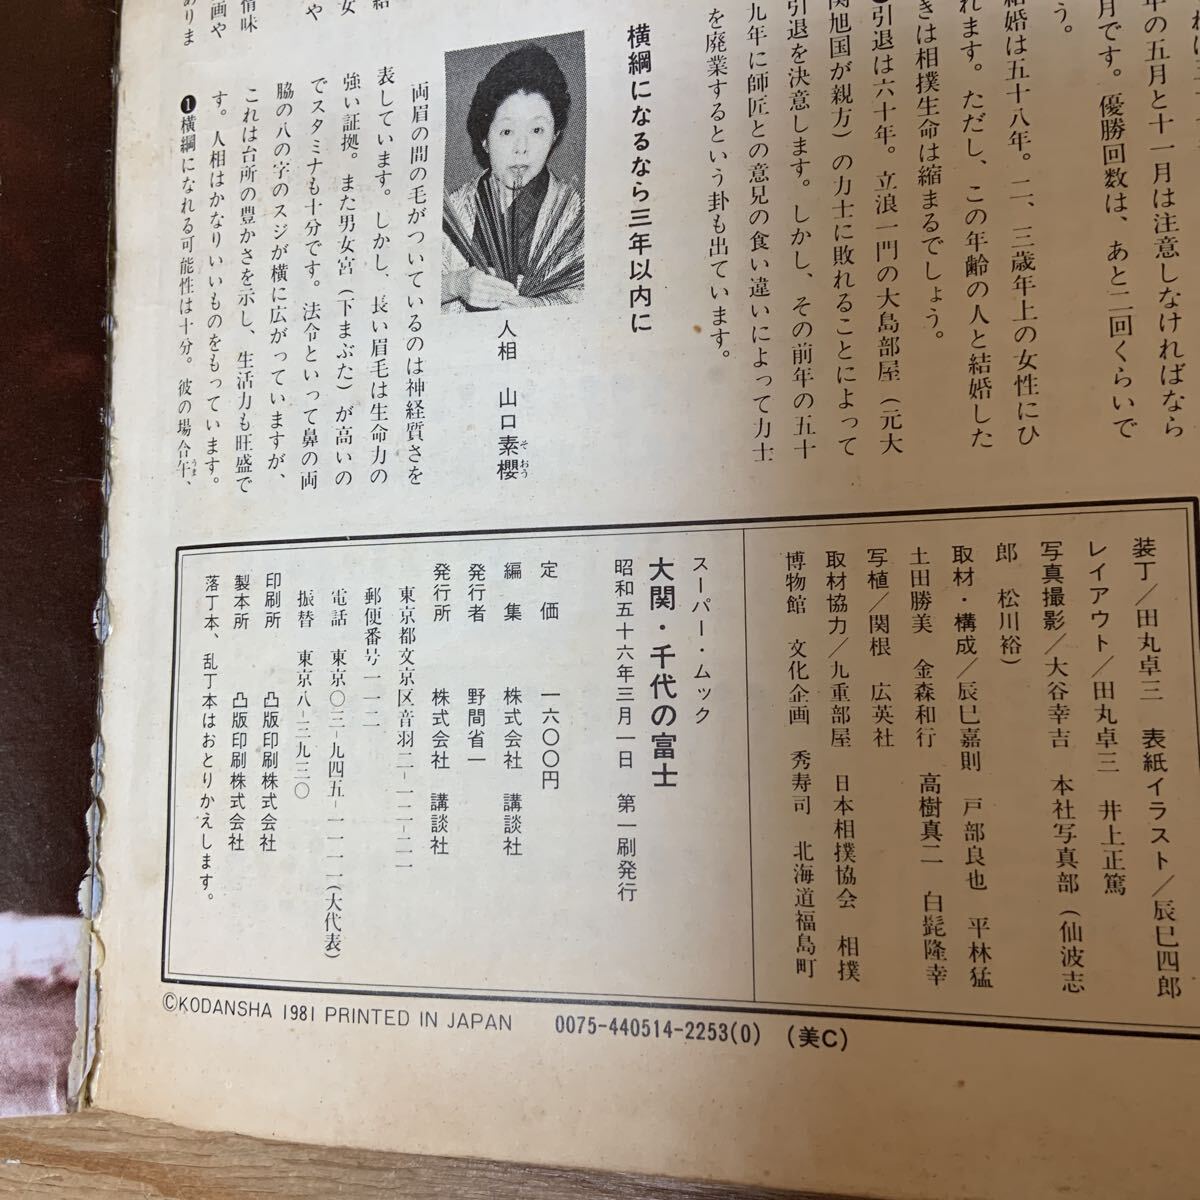 年の五月と十一月は注意しなければなら
月です。優勝回数は、あと二回くらいで
う。
結婚は五十八年。二、三歳年上の女性にひ
れます。ただし、この年齢の人と結婚した
きは相撲生命は縮まるでしょう。
引退は六十年。立浪一門の大島部屋（元大
関旭国が親方）の力士に敗れることによって
引退を決意します。しかし、その前年の五十
九年に師匠との意見の食い違いによって力士
を廃業するという卦も出ています。
横綱になるなら三年以内に
人相　山口素櫻
そおう
両眉の間の毛がついているのは神経質さを
表しています。しかし、長い眉毛は生命力の
強い証拠。また男女宮（下まぶた）が高いの
でスタミナも十分です。法令といって鼻の両
脇の八の字のスジが横に広がっていますが、
これは台所の豊かさを示し、生活力も旺盛で
す。人相はかなりいいものをもっています。
❶横綱になれる可能性は十分。彼の場合午、
うま
装丁／田丸卓三　表紙イラスト／辰巳四郎
レイアウト／田丸卓三　井上正篤
写真撮影／大谷幸吉　本社写真部（仙波志
郎　松川裕）
取材・構成／辰巳嘉則　戸部良也　平林猛
土田勝美　金森和行　高樹真二　白髭隆幸
写植／関根　広英社
取材協力／九重部屋　日本相撲協会　相撲
博物館　文化企画　秀寿司　北海道福島町
スーパー・ムック
大関・千代の富士
昭和五十六年三月一日　第一刷発行
定価　一六〇〇円
編集　株式会社　講談社
発行者　野間省一
発行所　株式会社　講談社
東京都文京区音羽二-一二-二一
郵便番号一一二
電話　東京〇三-九四五-一一一一（大代表）
振替　東京八-三九三〇
印刷所　凸版印刷株式会社
製本所　凸版印刷株式会社
落丁本、乱丁本はおとりかえします。
©KODANSHA 1981 PRINTED IN JAPAN　0075-440514-2253(0)　(美C)